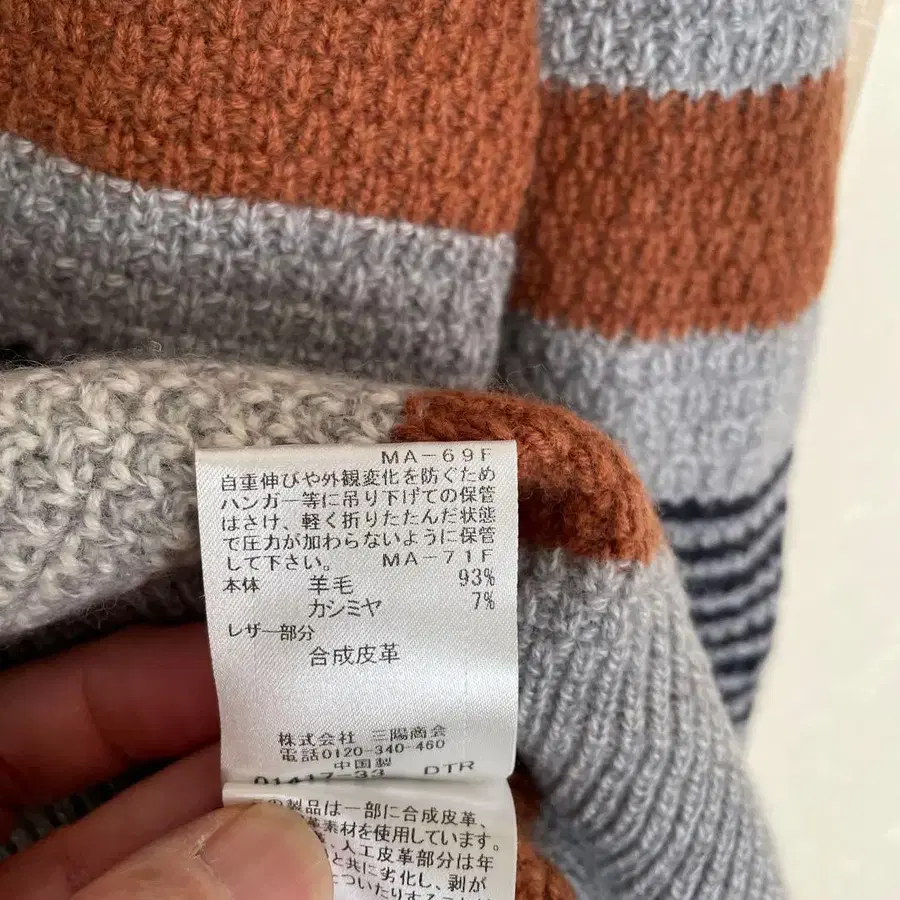 MA-69F
自重伸びや外観変化を防ぐため
ハンガー等に吊り下げての保管
はさけ、軽く折りたたんだ状態
で圧力が加わらないように保管
して下さい。 MA-71F
本体 羊毛 93%
カシミヤ 7%
レザー部分
合成皮革
株式会社 三陽商会
電話0120-340-460
中国製
01417-33 DTR
の製品は一部に合成皮革、
革素材を使用しています。
、人工皮革部分は年
と共に劣化し、剥が